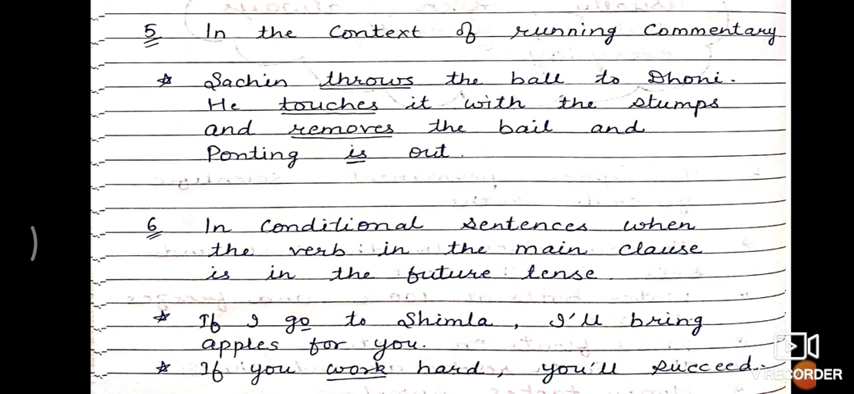 5 In the context of running commentary
* Sachin throws the ball to Dhoni.
He touches it with the stumps
and removes the bail and
Ponting is out.
6 In conditional sentences when
the verb in the main clause
is in the future tense.
* If I go to Shimla, I'll bring
apples for you.
* If you work hard, you'll succeed.
V RECORDER